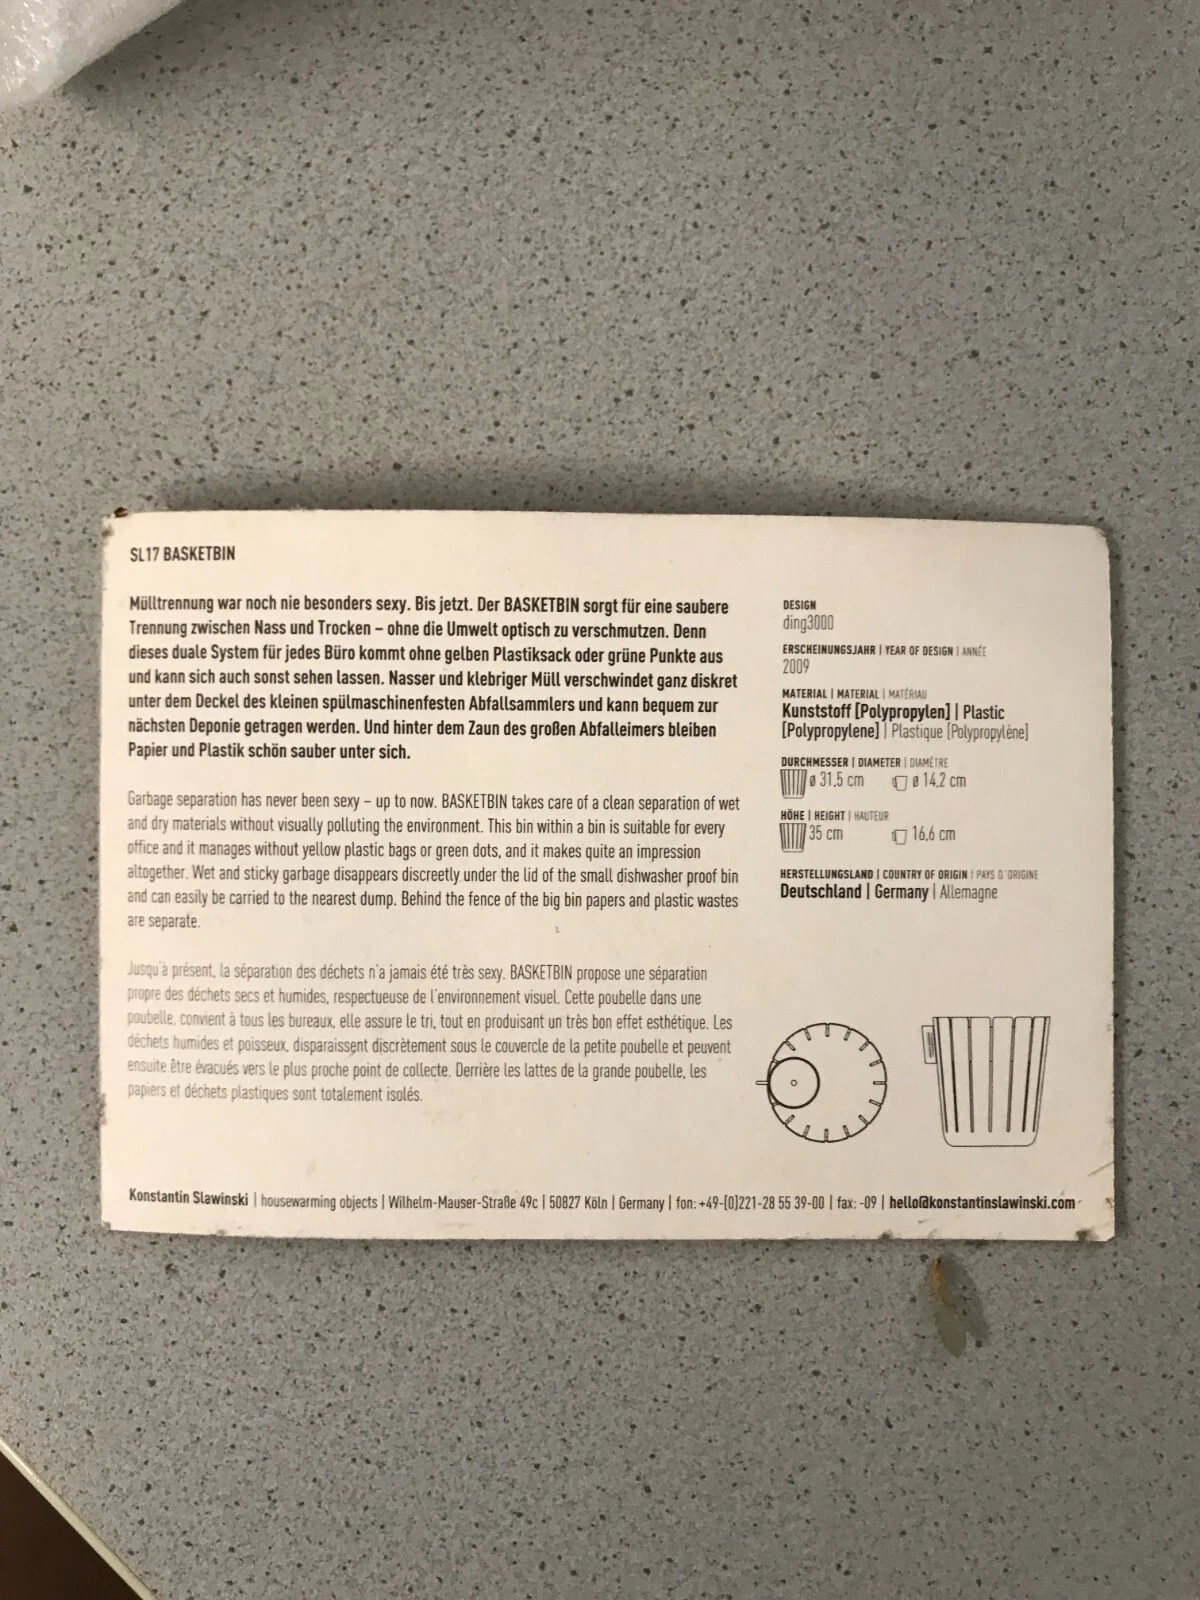 SL17 BASKETBIN
Mülltrennung war noch nie besonders sexy. Bis jetzt. Der BASKETBIN sorgt für eine saubere
Trennung zwischen Nass und Trocken – ohne die Umwelt optisch zu verschmutzen. Denn
dieses duale System für jedes Büro kommt ohne gelben Plastiksack oder grüne Punkte aus
und kann sich auch sonst sehen lassen. Nasser und klebriger Müll verschwindet ganz diskret
unter dem Deckel des kleinen spülmaschinenfesten Abfallsammlers und kann bequem zur
nächsten Deponie getragen werden. Und hinter dem Zaun des großen Abfalleimers bleiben
Papier und Plastik schön sauber unter sich.
Garbage separation has never been sexy – up to now. BASKETBIN takes care of a clean separation of wet
and dry materials without visually polluting the environment. This bin within a bin is suitable for every
office and it manages without yellow plastic bags or green dots, and it makes quite an impression
altogether. Wet and sticky garbage disappears discreetly under the lid of the small dishwasher proof bin
and can easily be carried to the nearest dump. Behind the fence of the big bin papers and plastic wastes
are separate.
Jusqu'à présent, la séparation des déchets n'a jamais été très sexy. BASKETBIN propose une séparation
propre des déchets secs et humides, respectueuse de l'environnement visuel. Cette poubelle dans une
poubelle, convient à tous les bureaux, elle assure le tri, tout en produisant un très bon effet esthétique. Les
déchets humides et poisseux, disparaissent discrètement sous le couvercle de la petite poubelle et peuvent
ensuite être évacués vers le plus proche point de collecte. Derrière les lattes de la grande poubelle, les
papiers et déchets plastiques sont totalement isolés.
DESIGN
ding3000
ERSCHEINUNGSJAHR | YEAR OF DESIGN | ANNÉE
2009
MATERIAL | MATERIAL | MATÉRIAU
Kunststoff [Polypropylen] | Plastic
[Polypropylene] | Plastique [Polypropylène]
DURCHMESSER | DIAMETER | DIAMÈTRE
ø 31,5 cm ø 14,2 cm
HÖHE | HEIGHT | HAUTEUR
35 cm 16,6 cm
HERSTELLUNGSLAND | COUNTRY OF ORIGIN | PAYS D'ORIGINE
Deutschland | Germany | Allemagne
Konstantin Slawinski | housewarming objects | Wilhelm-Mauser-Straße 49c | 50827 Köln | Germany | fon: +49-[0]221-28 55 39-00 | fax: -09 | hello@konstantinslawinski.com